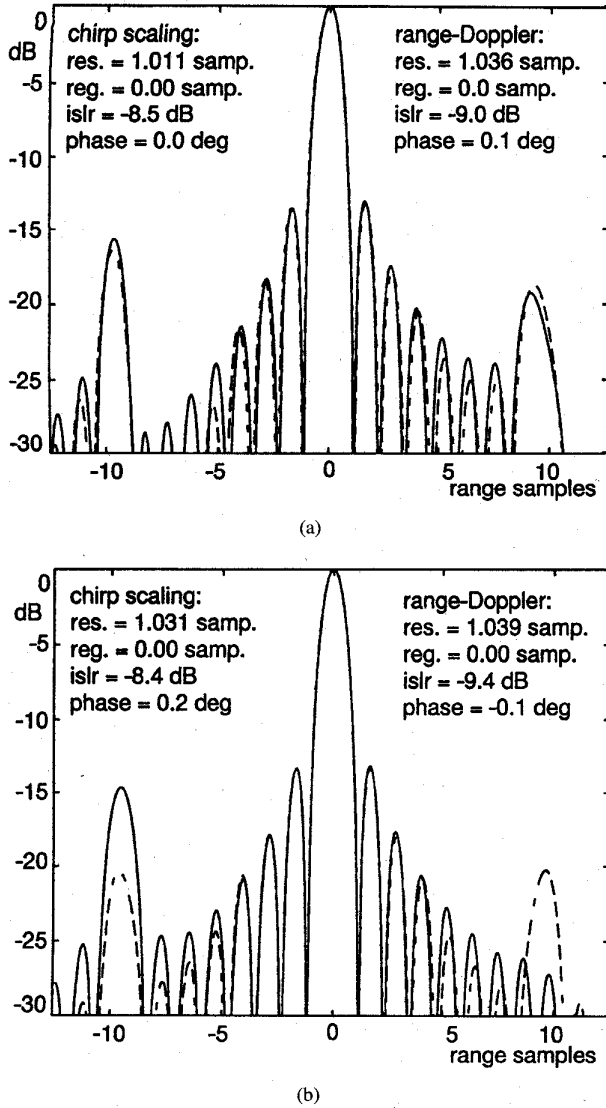 0
dB
-5
-10
-15
-20
-25
-30
chirp scaling:
res. = 1.011 samp.
reg. = 0.00 samp.
islr = -8.5 dB
phase = 0.0 deg
range-Doppler:
res. = 1.036 samp.
reg. = 0.0 samp.
islr = -9.0 dB
phase = 0.1 deg
-10
-5
0
5
10
range samples
(a)
0
dB
-5
-10
-15
-20
-25
-30
chirp scaling:
res. = 1.031 samp.
reg. = 0.00 samp.
islr = -8.4 dB
phase = 0.2 deg
range-Doppler:
res. = 1.039 samp.
reg. = 0.00 samp.
islr = -9.4 dB
phase = -0.1 deg
-10
-5
0
5
10
range samples
(b)